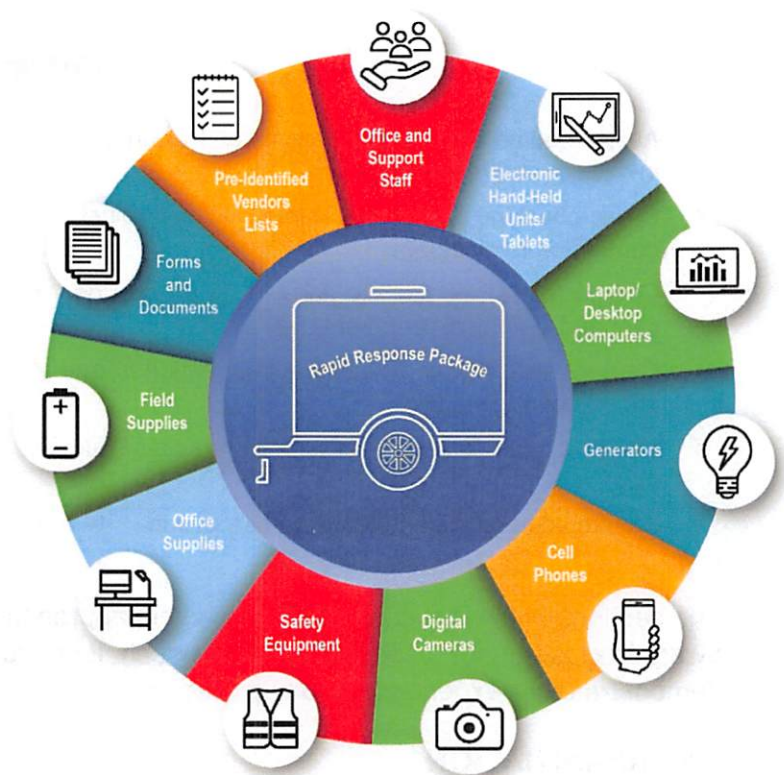 Office and
Support
Staff
Electronic
Hand-Held
Units/
Tablets
Laptop/
Desktop
Computers
Generators
Cell
Phones
Digital
Cameras
Safety
Equipment
Office
Supplies
Field
Supplies
Forms
and
Documents
Pre-Identified
Vendors
Lists
Rapid Response Package